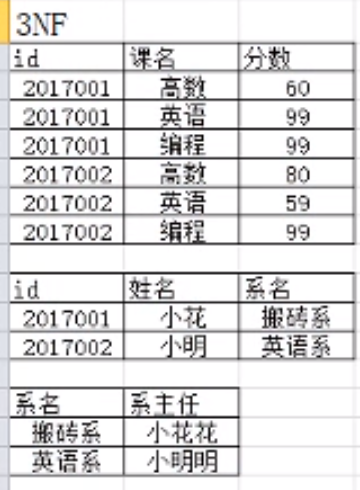 3NF
id 课名 分数
2017001 高数 60
2017001 英语 99
2017001 编程 99
2017002 高数 80
2017002 英语 59
2017002 编程 99
id 姓名 系名
2017001 小花 搬砖系
2017002 小明 英语系
系名 系主任
搬砖系 小花花
英语系 小明明